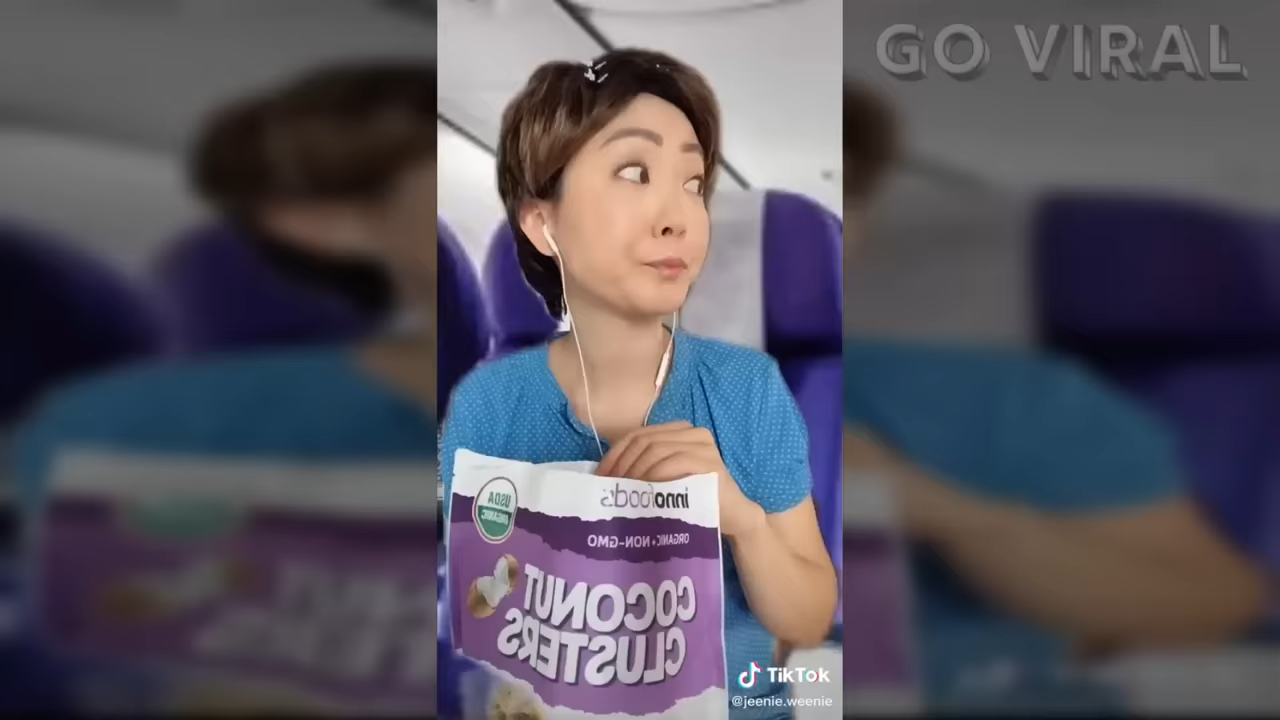 GO VIRAL
innofoods
USDA
ORGANIC
ORGANIC • NON-GMO
COCONUT
CLUSTERS
TikTok
@jeenie.weenie